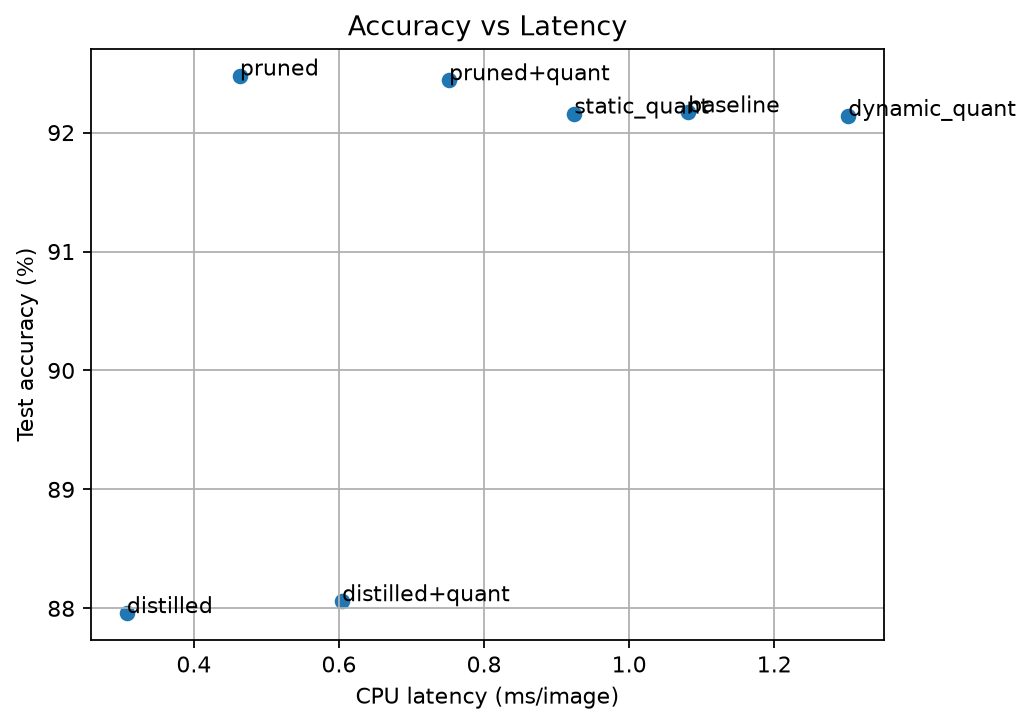 Accuracy vs Latency
pruned
pruned+quant
static_quant
baseline
dynamic_quant
92
91
90
89
88
Test accuracy (%)
distilled
distilled+quant
0.4 0.6 0.8 1.0 1.2
CPU latency (ms/image)